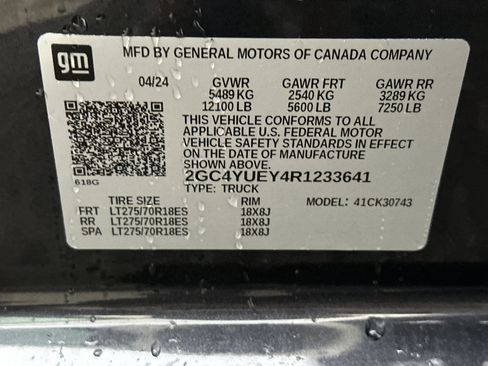 gm
MFD BY GENERAL MOTORS OF CANADA COMPANY
04/24 GVWR GAWR FRT GAWR RR
5489 KG 2540 KG 3289 KG
12100 LB 5600 LB 7250 LB
THIS VEHICLE CONFORMS TO ALL
APPLICABLE U.S. FEDERAL MOTOR
VEHICLE SAFETY STANDARDS IN EFFECT
ON THE DATE OF MANUFACTURE
SHOWN ABOVE.
618G
2GC4YUEY4R1233641
TYPE: TRUCK
TIRE SIZE RIM MODEL: 41CK30743
FRT LT275/70R18ES 18X8J
RR LT275/70R18ES 18X8J
SPA LT275/70R18ES 18X8J